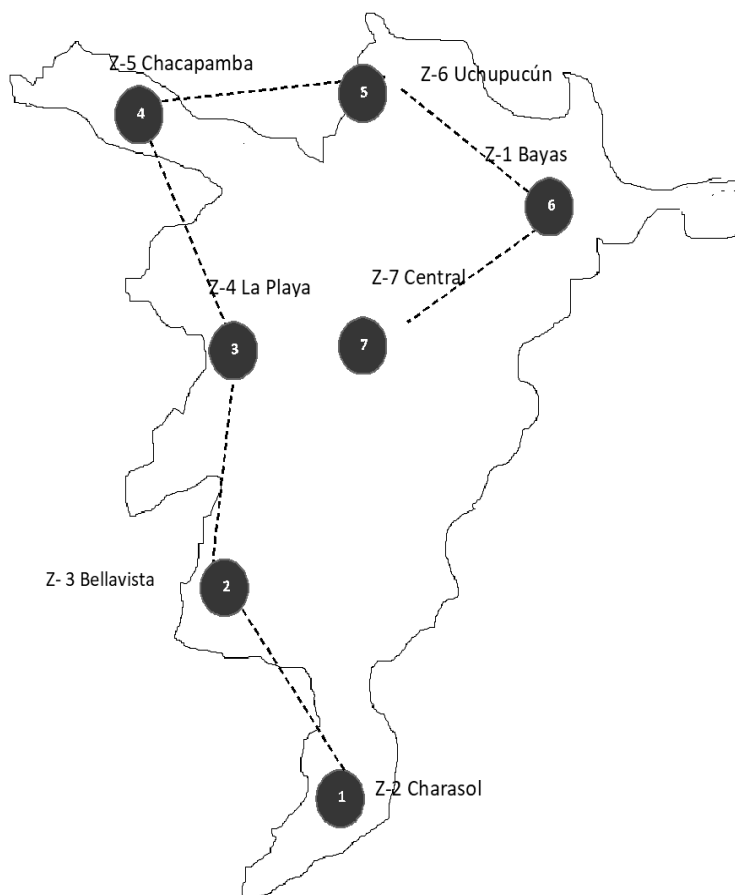 Z-5 Chacapamba
Z-6 Uchupucún
5
4
Z-1 Bayas
6
Z-7 Central
Z-4 La Playa
7
3
Z- 3 Bellavista
2
Z-2 Charasol
1